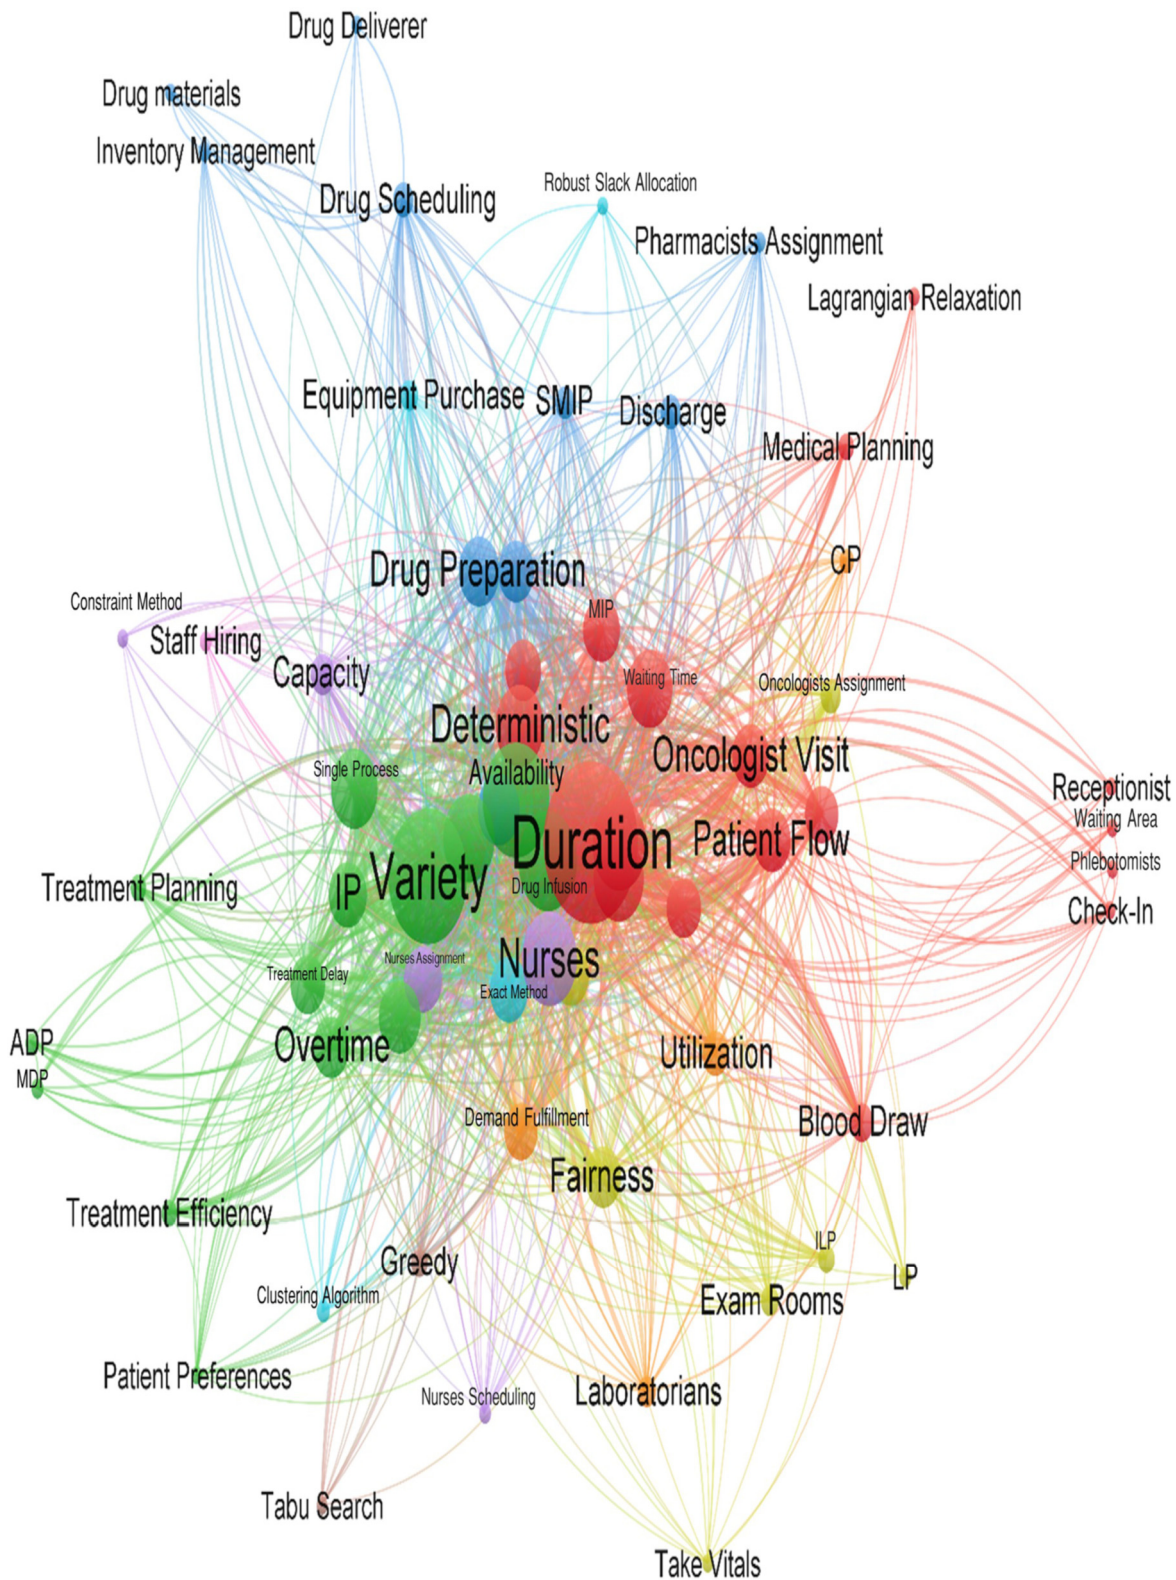 Drug Deliverer
Drug materials
Inventory Management
Robust Slack Allocation
Drug Scheduling
Pharmacists Assignment
Lagrangian Relaxation
Equipment Purchase
SMIP
Discharge
Medical Planning
CP
Drug Preparation
Constraint Method
MIP
Staff Hiring
Capacity
Waiting Time
Oncologists Assignment
Deterministic
Oncologist Visit
Single Process
Availability
Receptionist
Waiting Area
Duration
Patient Flow
Phlebotomists
Variety
Drug Infusion
Treatment Planning
IP
Check-In
Nurses Assignment
Nurses
Treatment Delay
Exact Method
ADP
Overtime
Utilization
MDP
Demand Fulfillment
Blood Draw
Fairness
Treatment Efficiency
ILP
Greedy
LP
Clustering Algorithm
Exam Rooms
Patient Preferences
Nurses Scheduling
Laboratorians
Tabu Search
Take Vitals